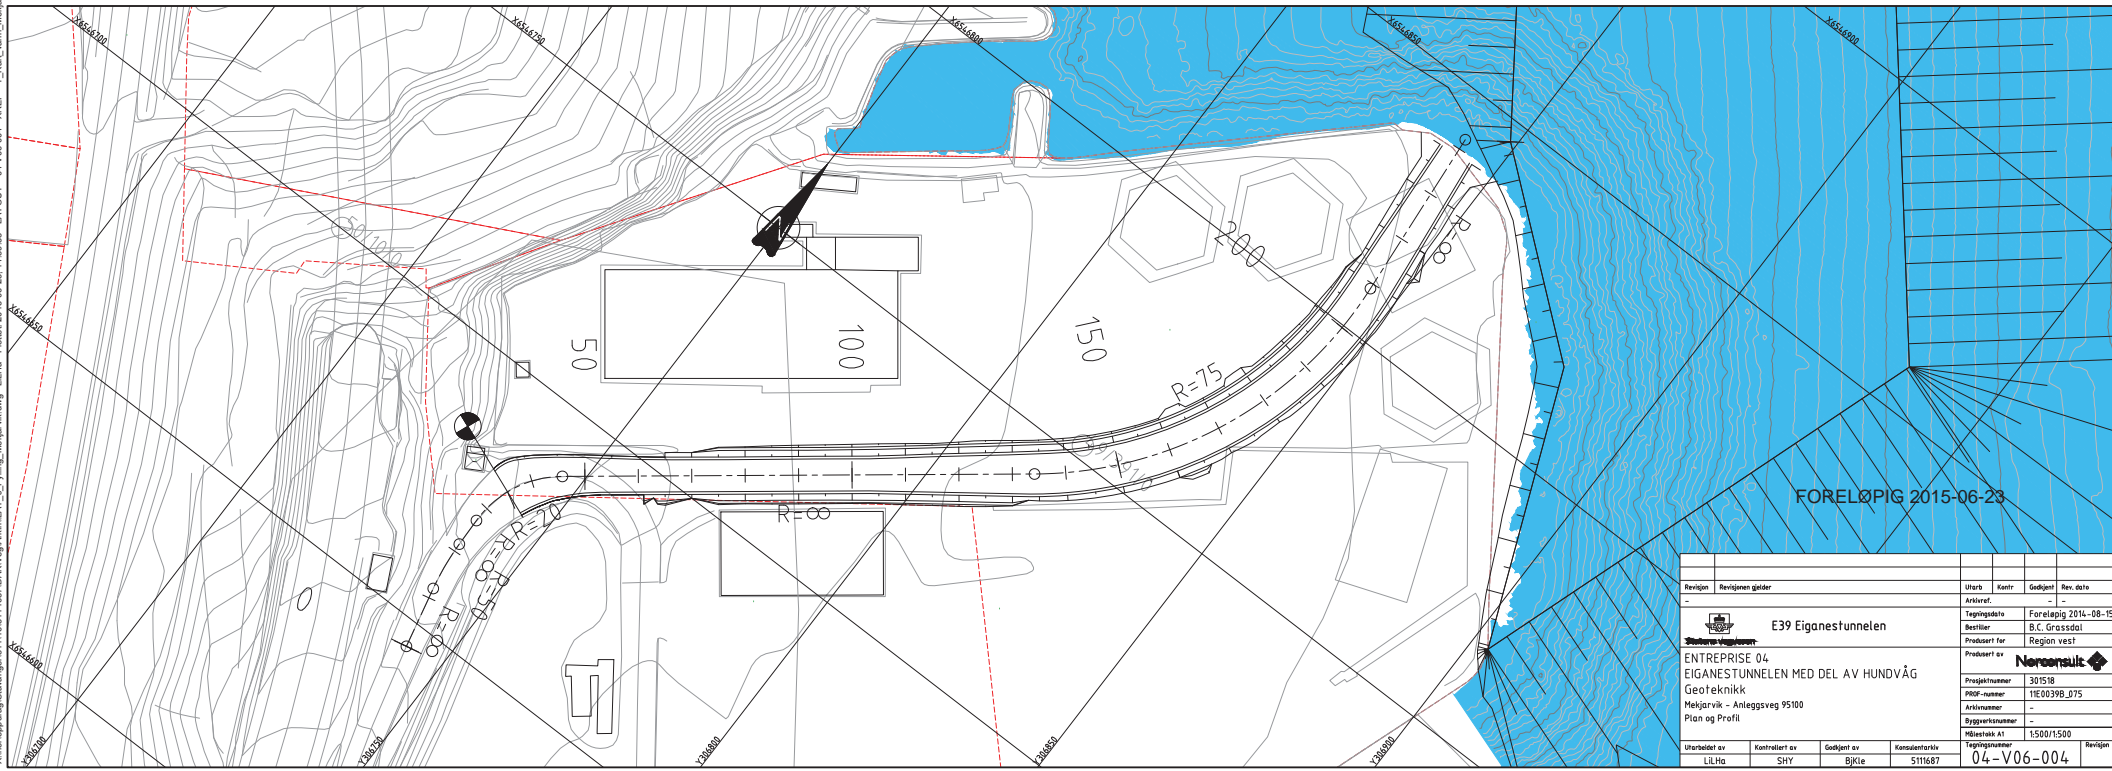 X6546700
X6546750
X6546800
X6546850
X6546900
X6546650
X6546600
Y306700
Y306750
Y306800
Y306850
Y306900
N
50
100
150
200
R=75
R=∞
R=20
R=∞
R=50
R=∞
R=∞
FORELØPIG 2015-06-23
Revisjon Revisjonen gjelder Utarb Kontr Godkjent Rev. dato
- - -
Arkivref.
E39 Eiganestunnelen
Statens vegvesen
Tegningsdato Foreløpig 2014-08-15
Bestiller B.C. Grassdal
Produsert for Region vest
Produsert av Norconsult
ENTREPRISE 04
EIGANESTUNNELEN MED DEL AV HUNDVÅG
Geoteknikk
Mekjarvik - Anleggsveg 95100
Plan og Profil
Prosjektnummer 301518
PROF-nummer 11E0039B_075
Arkivnummer -
Byggverksnummer -
Målestokk A1 1:500/1:500
Utarbeidet av Kontrollert av Godkjent av Konsulentarkiv
LiLHa SHY BjKle 5111687
Tegningsnummer Revisjon
04-V06-004